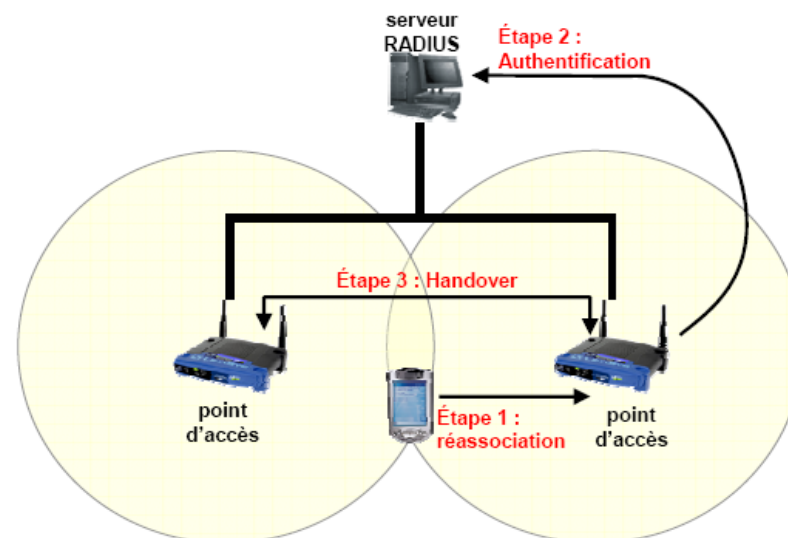 serveur
RADIUS
Étape 2 :
Authentification
Étape 3 : Handover
point
d'accès
Étape 1 :
réassociation
point
d'accès